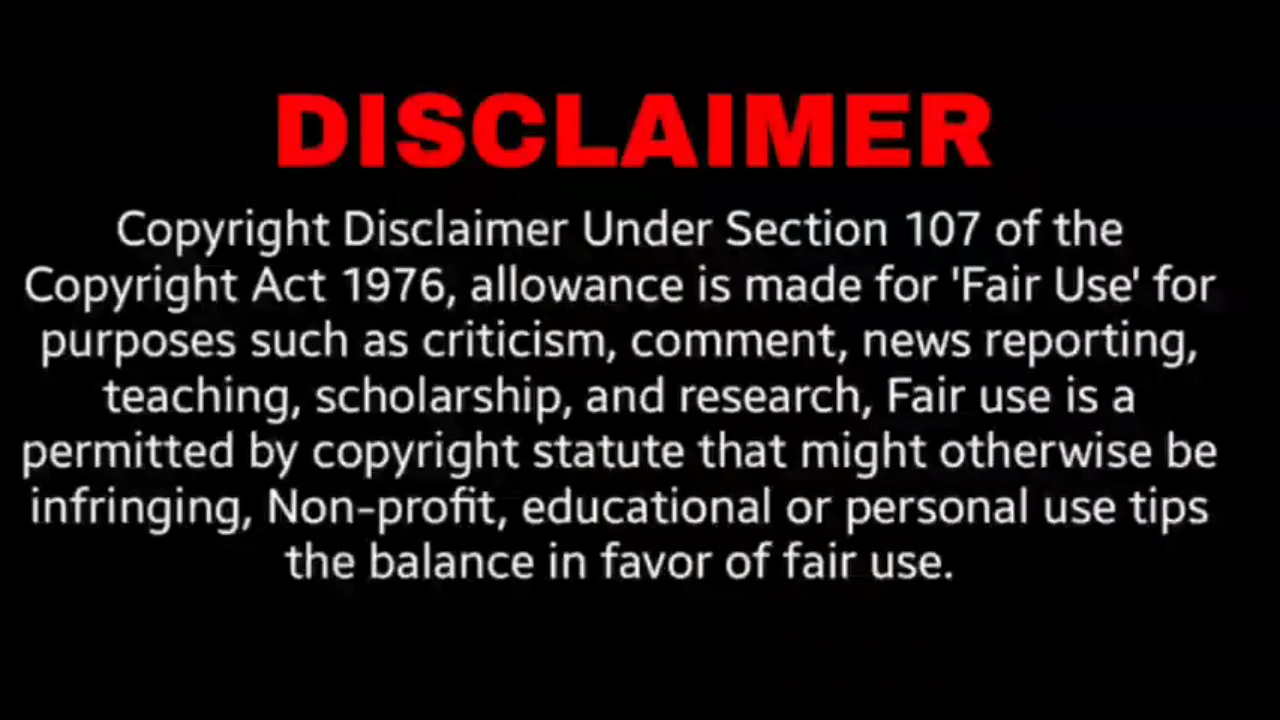 DISCLAIMER
Copyright Disclaimer Under Section 107 of the
Copyright Act 1976, allowance is made for 'Fair Use' for
purposes such as criticism, comment, news reporting,
teaching, scholarship, and research, Fair use is a
permitted by copyright statute that might otherwise be
infringing, Non-profit, educational or personal use tips
the balance in favor of fair use.